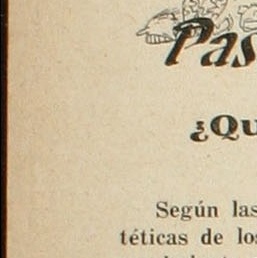 Pas
¿Qu
Según las
téticas de los